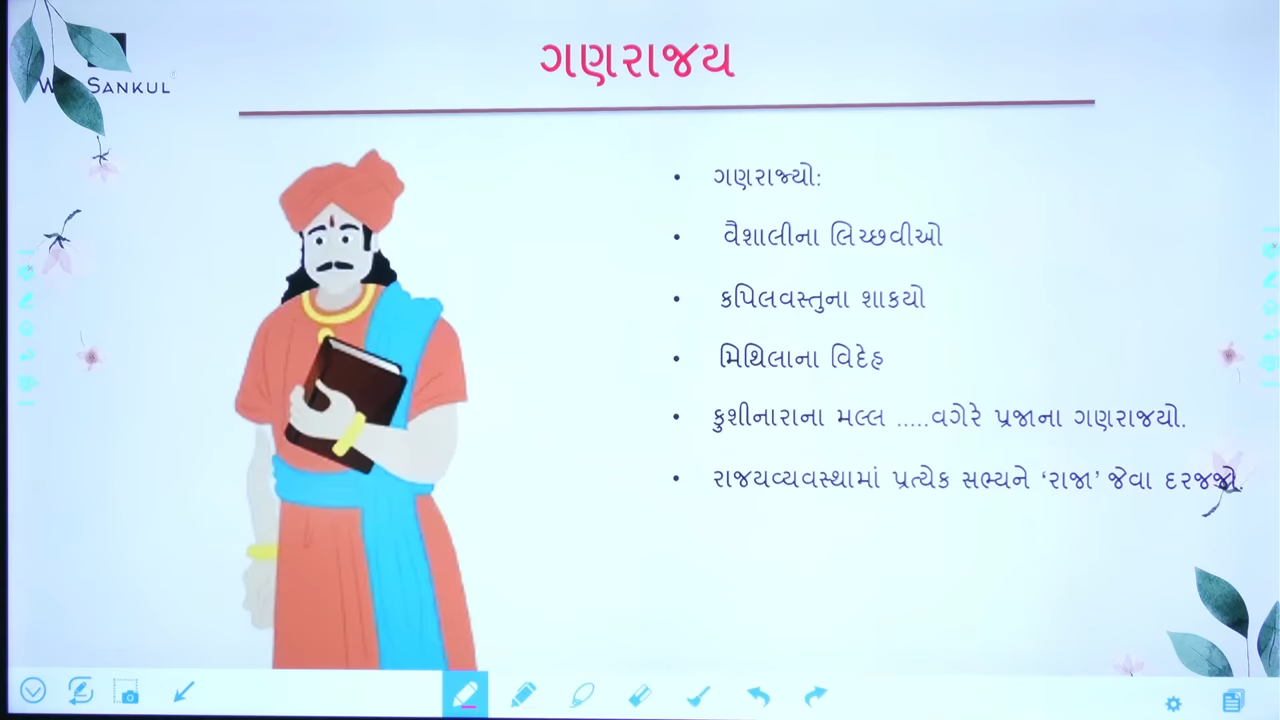 ગણરાજય
SANKUL
ગણરાજ્યો:
વૈશાલીના લિચ્છવીઓ
કપિલવસ્તુના શાકયો
મિથિલાના વિદેહ
કુશીનારાના મલ્લ .....વગેરે પ્રજાના ગણરાજયો.
રાજયવ્યવસ્થામાં પ્રત્યેક સભ્યને ‘રાજા’ જેવા દરજજો.